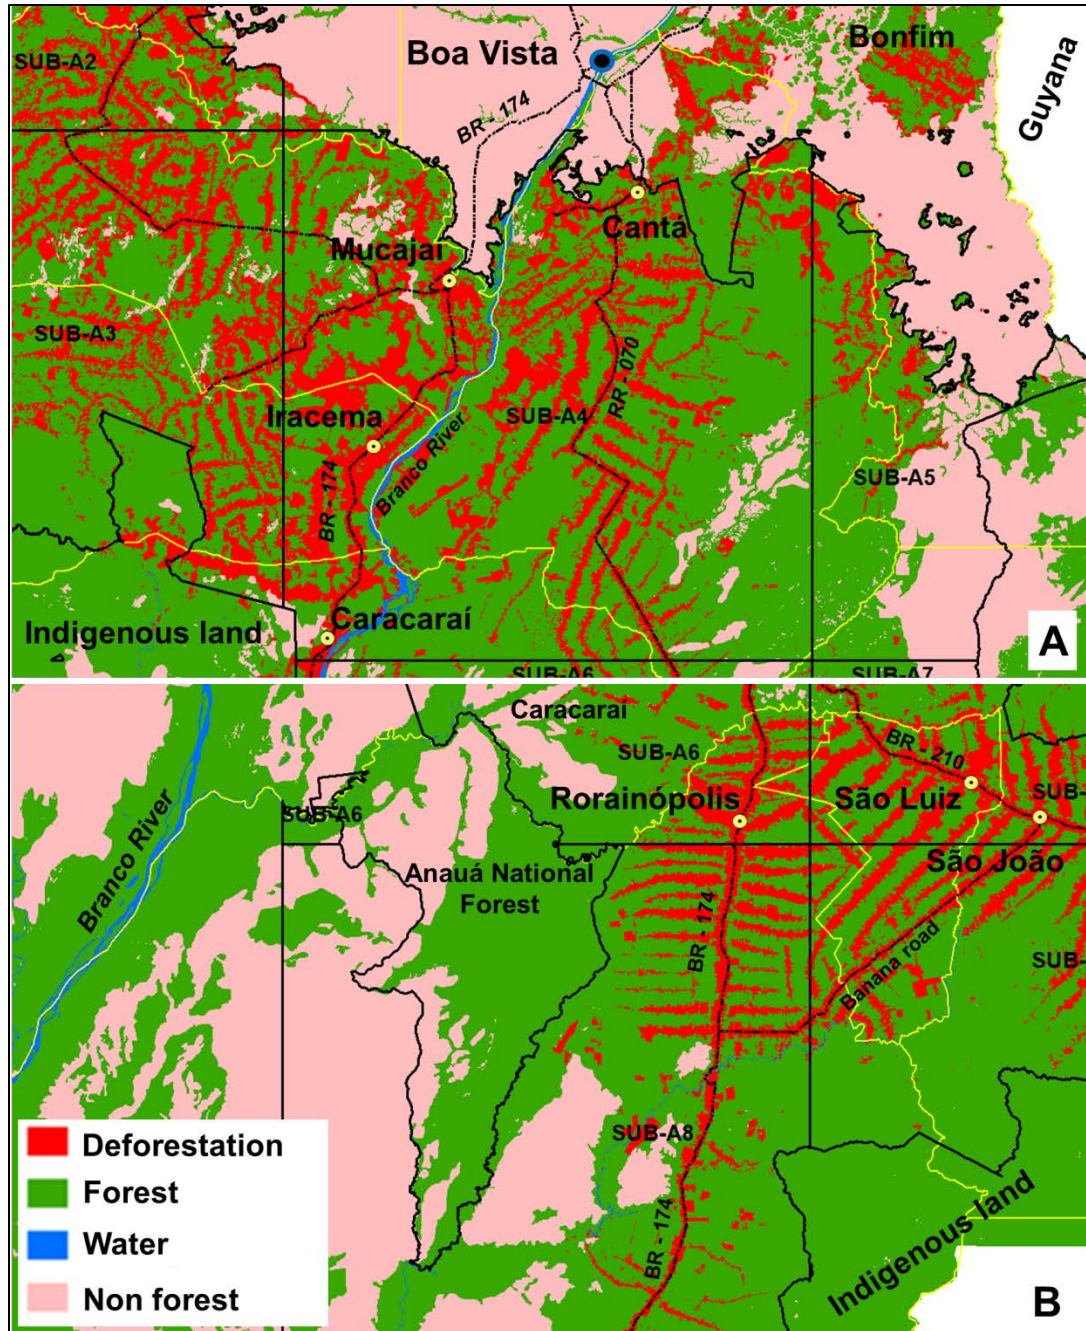 SUB-A2
Boa Vista
Bonfim
Guyana
BR - 174
Cantá
Mucajaí
SUB-A3
RR - 070
Iracema
SUB-A4
Branco River
BR - 174
SUB-A5
Indigenous land
Caracaraí
SUB-A6
SUB-A7
A
Caracaraí
SUB-A6
BR - 210
Branco River
SUB-A6
Rorainópolis
São Luiz
SUB-
São João
Anauá National
Forest
BR - 174
Banana road
SUB-
SUB-A8
BR - 174
Indigenous land
Deforestation
Forest
Water
Non forest
B